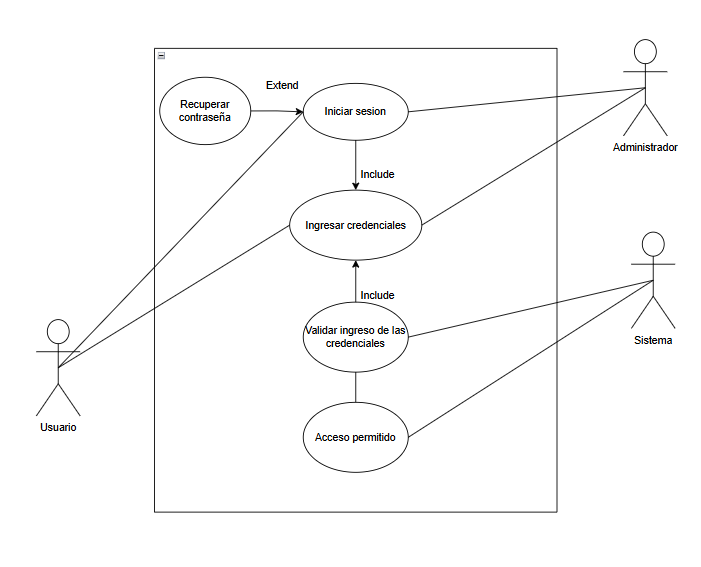 Extend
Recuperar
contraseña
Iniciar sesion
Administrador
Include
Ingresar credenciales
Include
Validar ingreso de las
credenciales
Sistema
Usuario
Acceso permitido